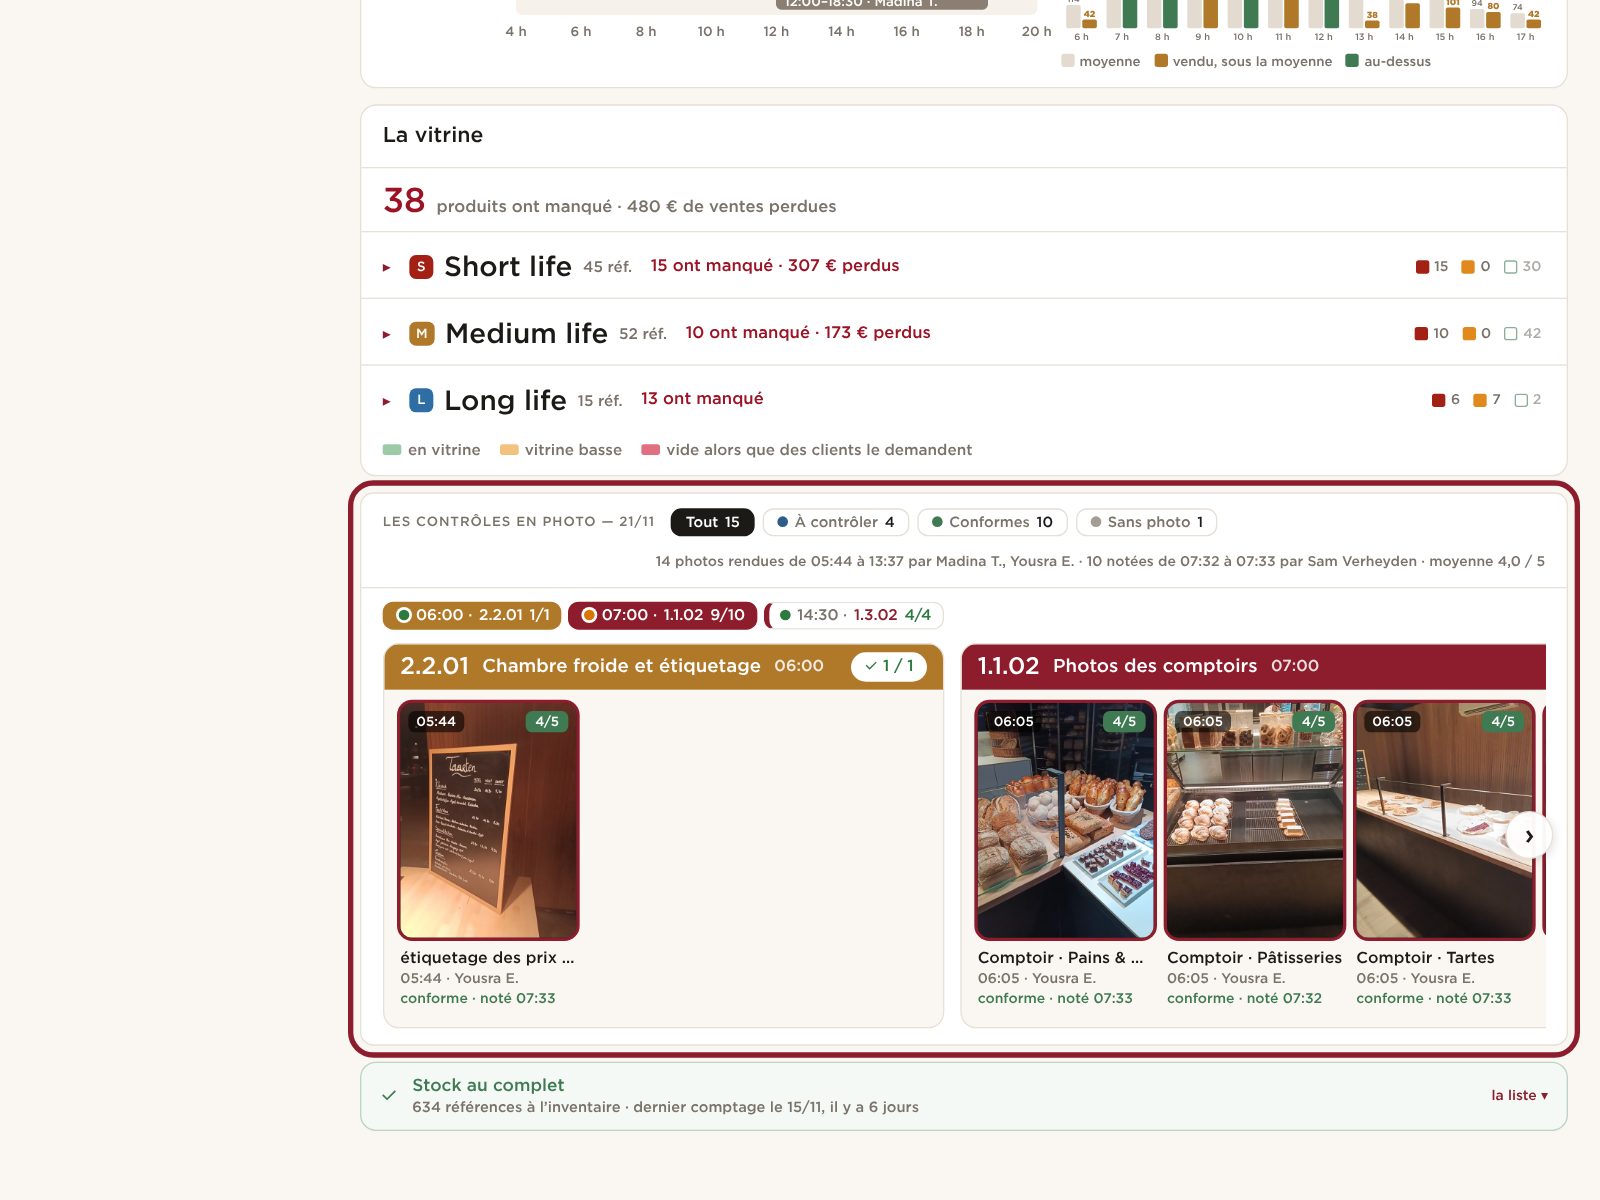 12:00–18:30 · Madina T.
4 h 6 h 8 h 10 h 12 h 14 h 16 h 18 h 20 h
42 38 101 94 80 74 42
6 h 7 h 8 h 9 h 10 h 11 h 12 h 13 h 14 h 15 h 16 h 17 h
moyenne vendu, sous la moyenne au-dessus
La vitrine
38 produits ont manqué · 480 € de ventes perdues
▸ S Short life 45 réf. 15 ont manqué · 307 € perdus 15 0 30
▸ M Medium life 52 réf. 10 ont manqué · 173 € perdus 10 0 42
▸ L Long life 15 réf. 13 ont manqué 6 7 2
en vitrine vitrine basse vide alors que des clients le demandent
LES CONTRÔLES EN PHOTO — 21/11 Tout 15 À contrôler 4 Conformes 10 Sans photo 1
14 photos rendues de 05:44 à 13:37 par Madina T., Yousra E. · 10 notées de 07:32 à 07:33 par Sam Verheyden · moyenne 4,0 / 5
06:00 · 2.2.01 1/1 07:00 · 1.1.02 9/10 14:30 · 1.3.02 4/4
2.2.01 Chambre froide et étiquetage 06:00 ✓ 1 / 1
05:44 4/5
Taarten
étiquetage des prix ...
05:44 · Yousra E.
conforme · noté 07:33
1.1.02 Photos des comptoirs 07:00
06:05 4/5 06:05 4/5 06:05 4/5
›
Comptoir · Pains & ... Comptoir · Pâtisseries Comptoir · Tartes
06:05 · Yousra E. 06:05 · Yousra E. 06:05 · Yousra E.
conforme · noté 07:33 conforme · noté 07:32 conforme · noté 07:33
✓ Stock au complet
634 références à l'inventaire · dernier comptage le 15/11, il y a 6 jours
la liste ▾